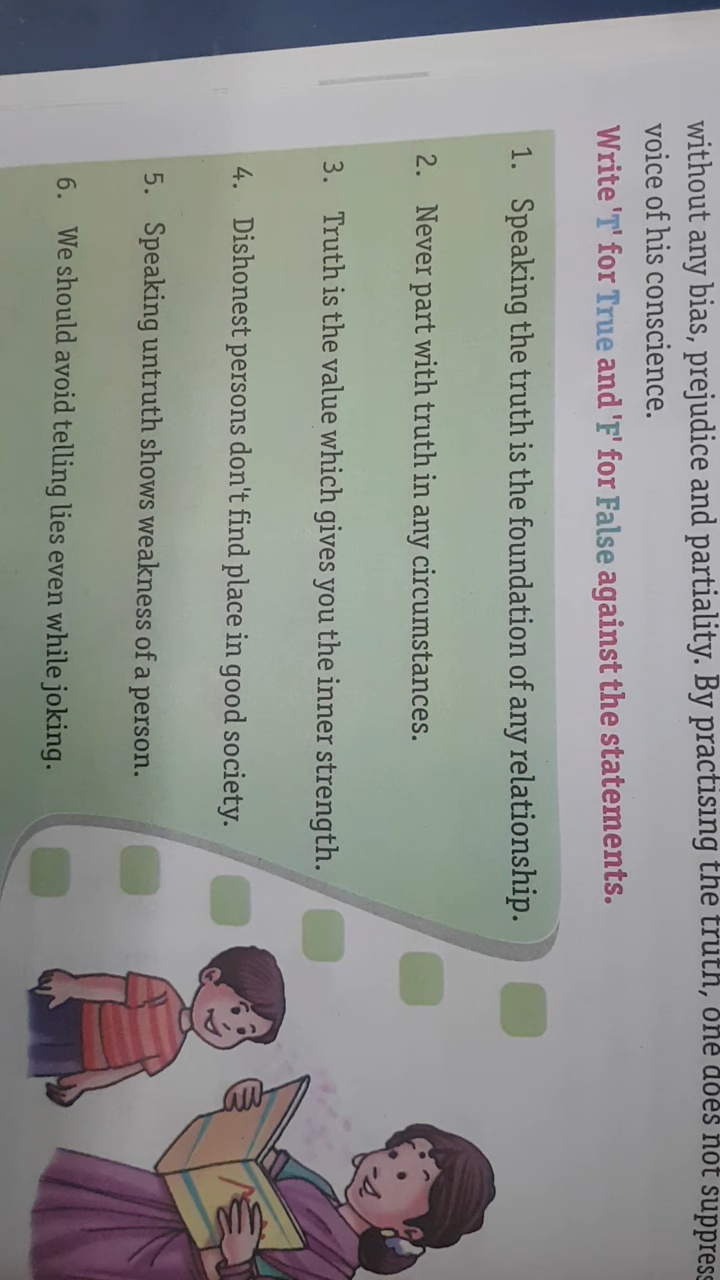 without any bias, prejudice and partiality. By practising the truth, one does not suppress
voice of his conscience.
Write 'T' for True and 'F' for False against the statements.
1. Speaking the truth is the foundation of any relationship.
2. Never part with truth in any circumstances.
3. Truth is the value which gives you the inner strength.
4. Dishonest persons don't find place in good society.
5. Speaking untruth shows weakness of a person.
6. We should avoid telling lies even while joking.